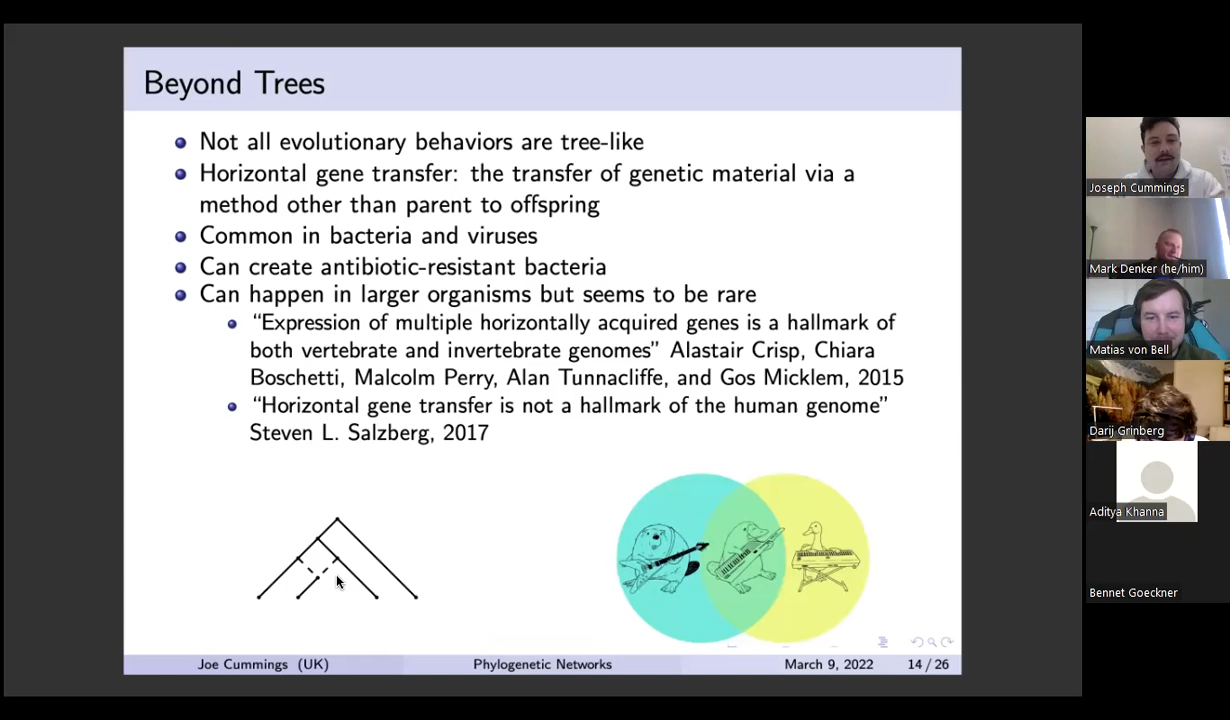 Beyond Trees
Not all evolutionary behaviors are tree-like
Horizontal gene transfer: the transfer of genetic material via a
method other than parent to offspring
Common in bacteria and viruses
Can create antibiotic-resistant bacteria
Can happen in larger organisms but seems to be rare
“Expression of multiple horizontally acquired genes is a hallmark of
both vertebrate and invertebrate genomes” Alastair Crisp, Chiara
Boschetti, Malcolm Perry, Alan Tunnacliffe, and Gos Micklem, 2015
“Horizontal gene transfer is not a hallmark of the human genome”
Steven L. Salzberg, 2017
Joe Cummings (UK)
Phylogenetic Networks
March 9, 2022
14 / 26
Joseph Cummings
Mark Denker (he/him)
Matias von Bell
Darij Grinberg
Aditya Khanna
Bennet Goeckner